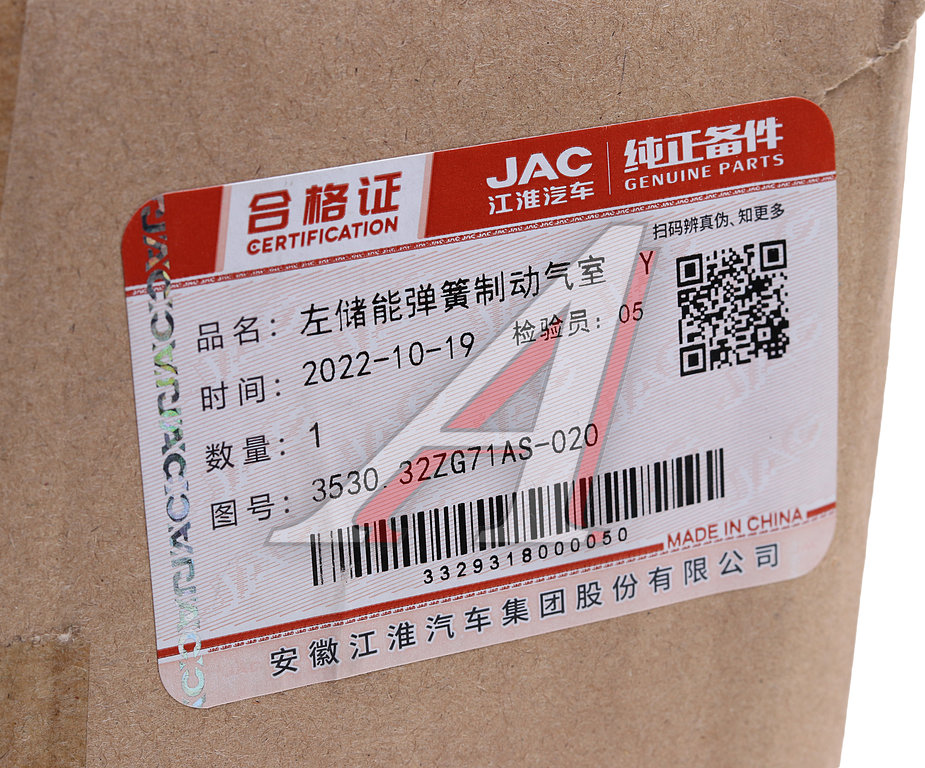 合格证
CERTIFICATION
JAC
江淮汽车
纯正备件
GENUINE PARTS
扫码辨真伪、知更多
品名: 左储能弹簧制动气室 Y
时间: 2022-10-19 检验员: 05
数量: 1
图号: 3530.32ZG71AS-020
3329318000050
MADE IN CHINA
安徽江淮汽车集团股份有限公司